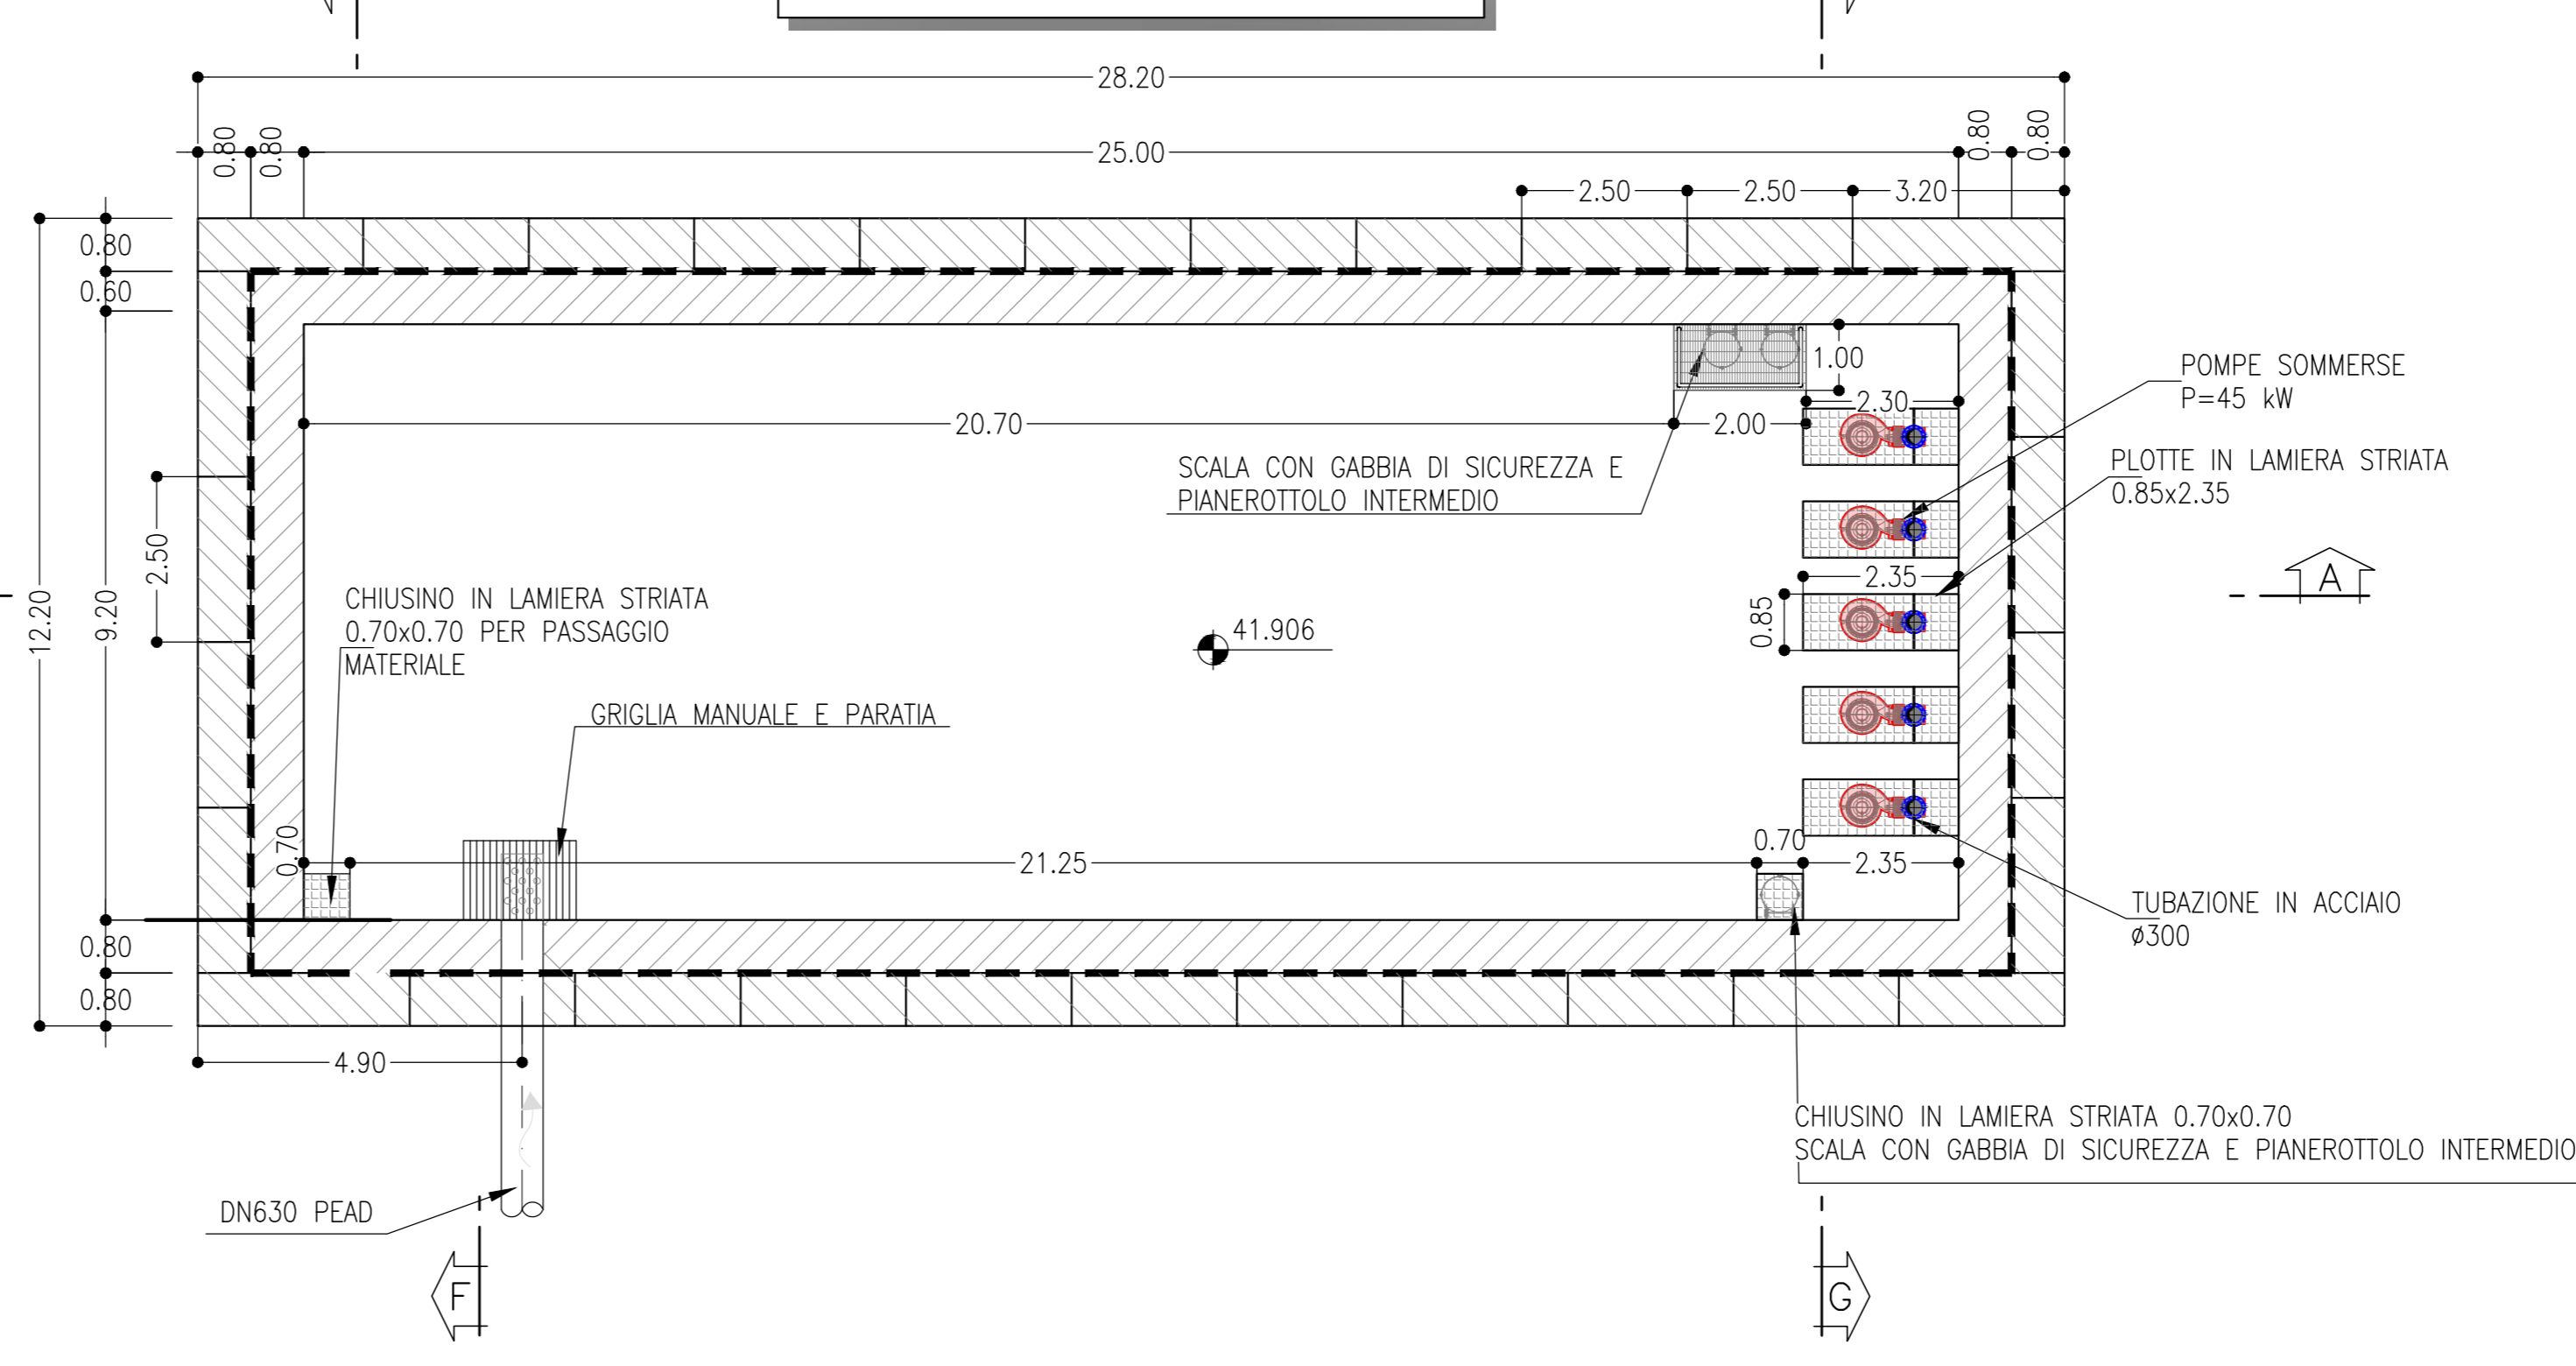 28.20
0.80
0.80
25.00
0.80
0.80
2.50
2.50
3.20
0.80
0.60
1.00
POMPE SOMMERSE
P=45 kW
2.30
20.70
2.00
SCALA CON GABBIA DI SICUREZZA E
PIANEROTTOLO INTERMEDIO
PLOTTE IN LAMIERA STRIATA
0.85x2.35
2.50
12.20
9.20
2.35
0.85
A
CHIUSINO IN LAMIERA STRIATA
0.70x0.70 PER PASSAGGIO
MATERIALE
41.906
GRIGLIA MANUALE E PARATIA
0.70
21.25
0.70
2.35
TUBAZIONE IN ACCIAIO
ø300
0.80
0.80
4.90
CHIUSINO IN LAMIERA STRIATA 0.70x0.70
SCALA CON GABBIA DI SICUREZZA E PIANEROTTOLO INTERMEDIO
DN630 PEAD
F
G